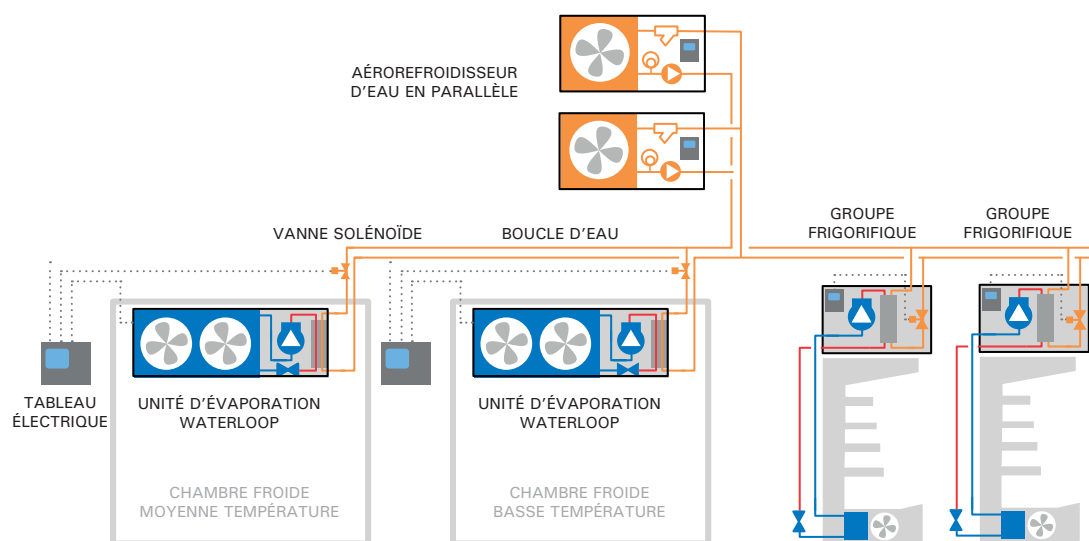 AÉROREFROIDISSEUR
D'EAU EN PARALLÈLE
VANNE SOLÉNOÏDE
BOUCLE D'EAU
GROUPE
FRIGORIFIQUE
GROUPE
FRIGORIFIQUE
TABLEAU
ÉLECTRIQUE
UNITÉ D'ÉVAPORATION
WATERLOOP
UNITÉ D'ÉVAPORATION
WATERLOOP
CHAMBRE FROIDE
MOYENNE TEMPÉRATURE
CHAMBRE FROIDE
BASSE TEMPÉRATURE